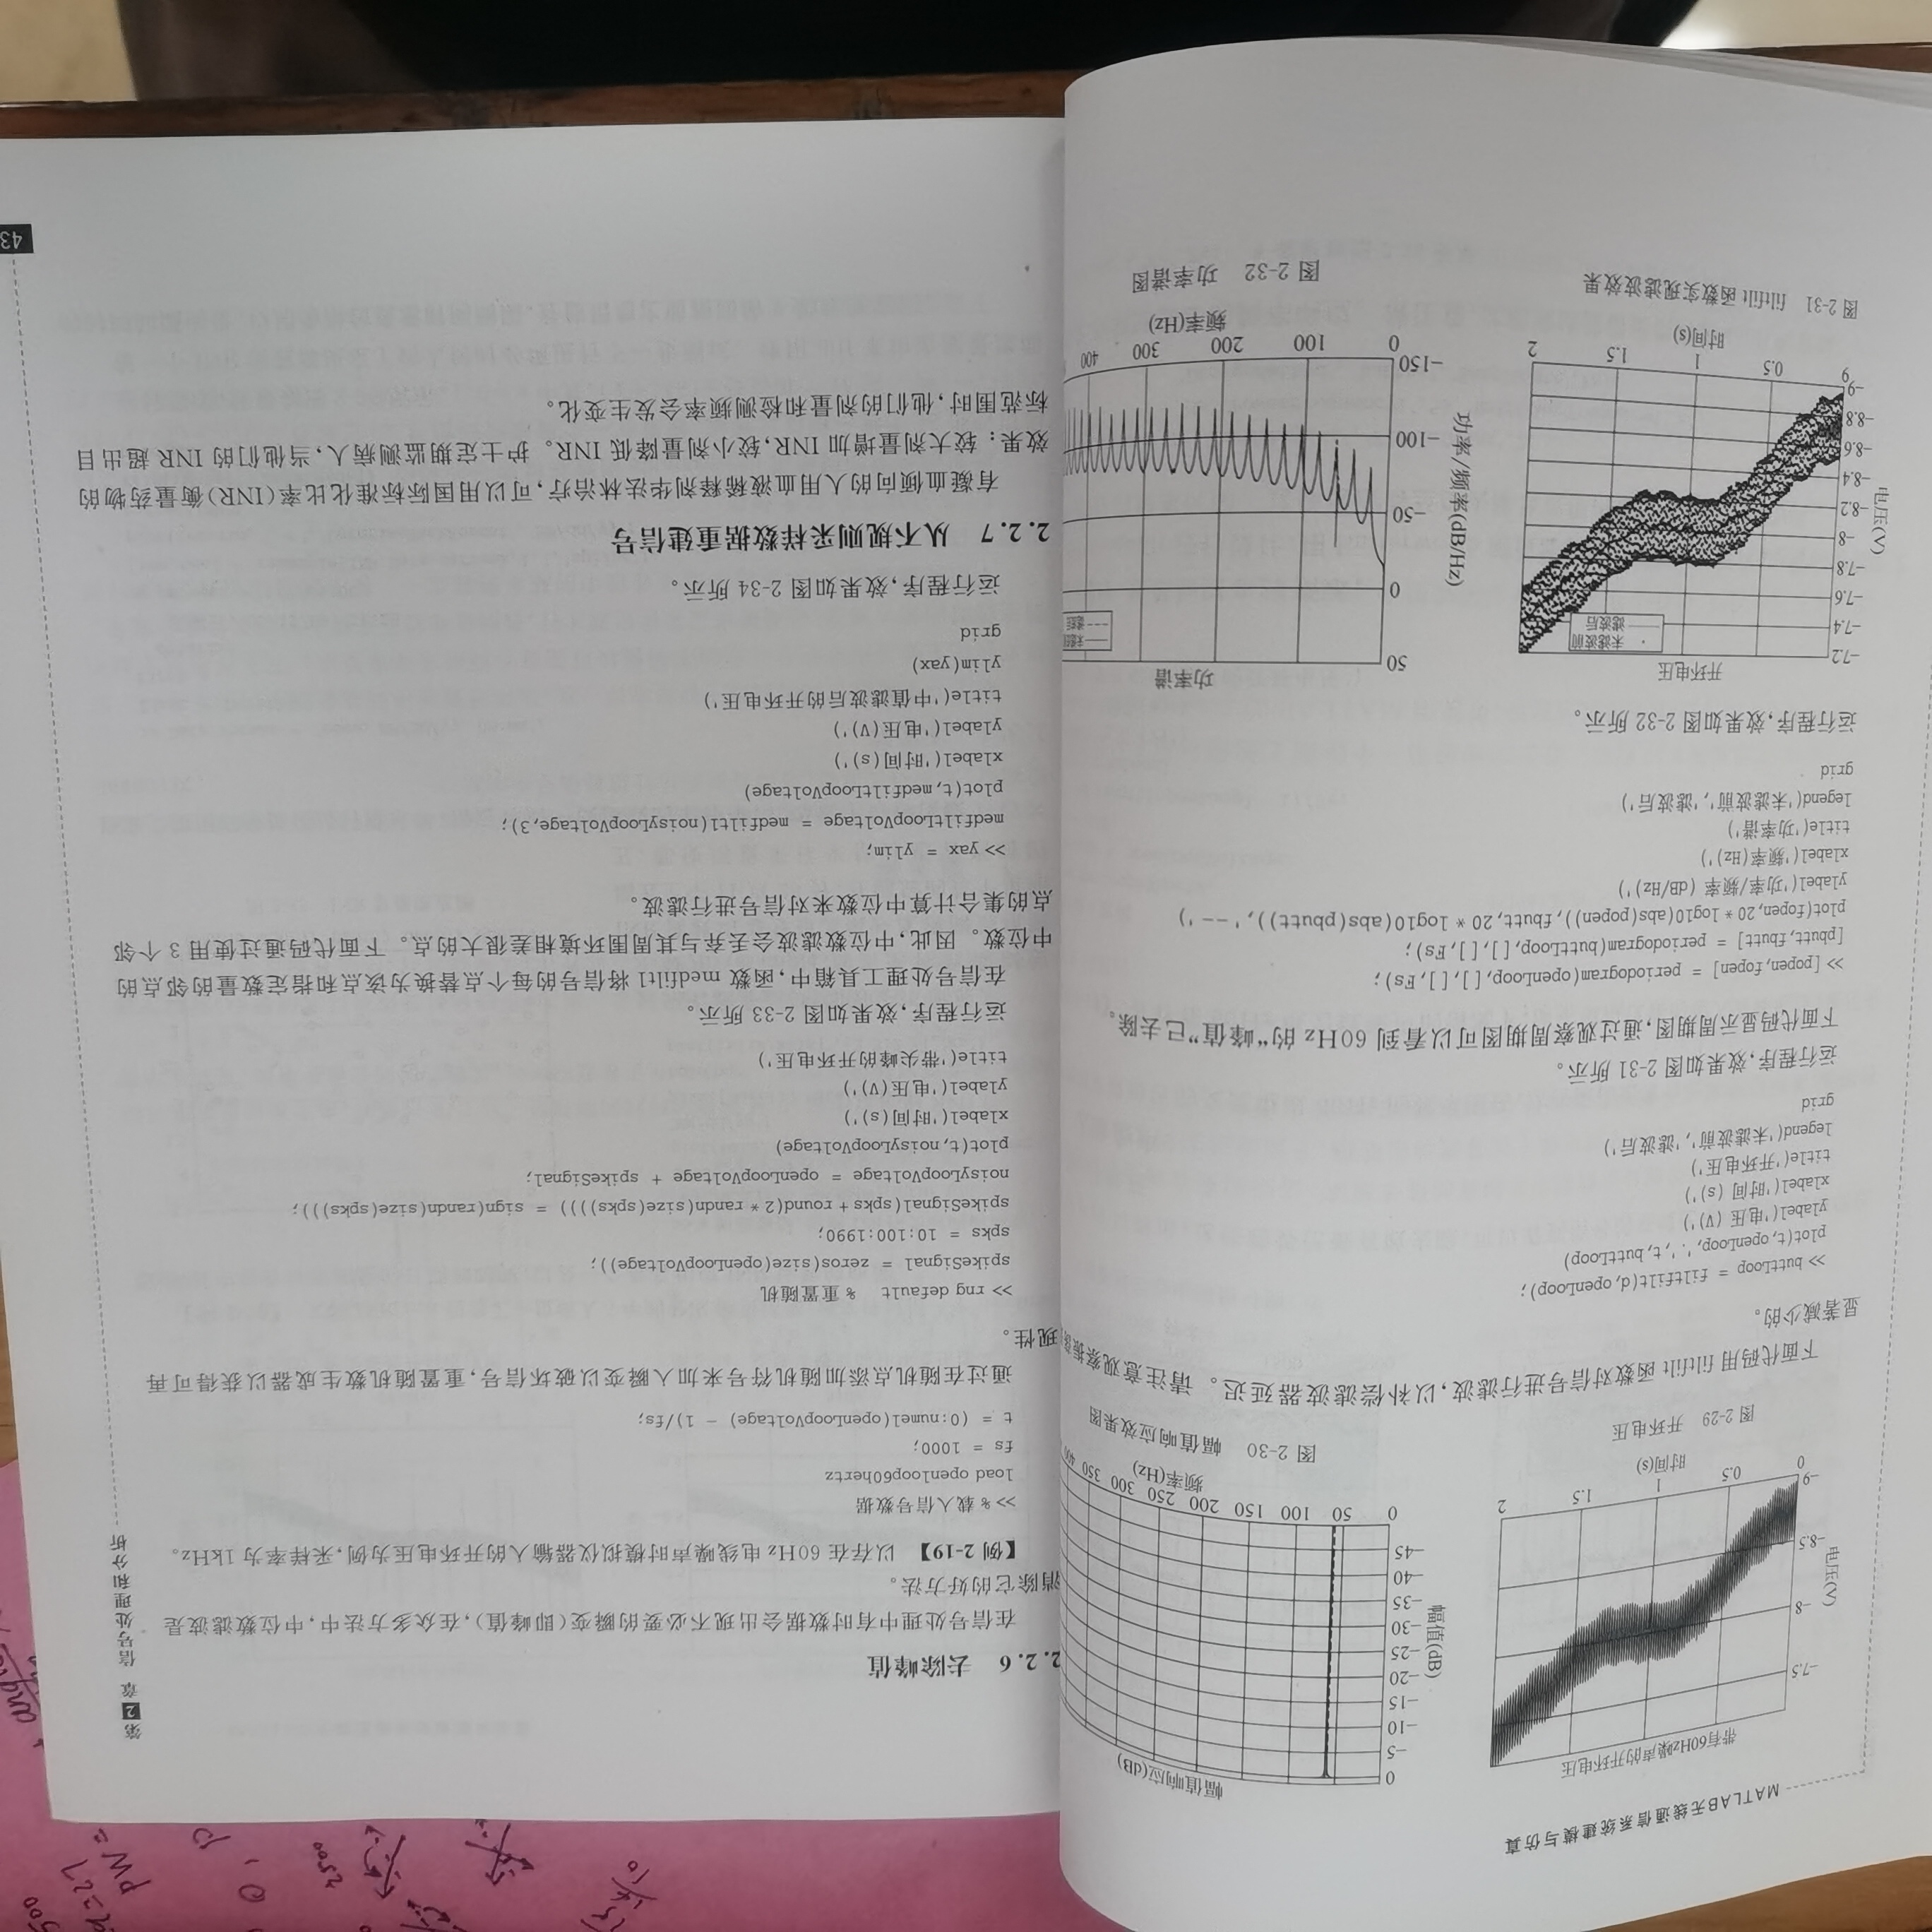 MATLAB无线通信系统建模与仿真
带有60Hz噪声的开环电压
-7.5
-8
-8.5
-9
电压(V)
0 0.5 1 1.5 2
时间(s)
图 2-29 开环电压
幅值响应(dB)
0
-5
-10
-15
-20
-25
-30
-35
-40
-45
幅值(dB)
0 50 100 150 200 250 300 350
频率(Hz)
图 2-30 幅值响应效果图
下面代码用 filtfilt 函数对信号进行滤波,以补偿滤波器延迟。请注意观察振
显著减少的。
>> buttLoop = filtfilt(d,openLoop);
plot(t,openLoop,'.',t,buttLoop)
ylabel('电压 (V)')
xlabel('时间 (s)')
title('开环电压')
legend('未滤波前','滤波后')
grid
运行程序,效果如图 2-31 所示。
下面代码显示周期图,通过观察周期图可以看到 60Hz 的“峰值”已去除。
>> [popen,fopen] = periodogram(openLoop,[],[],Fs);
[pbutt,fbutt] = periodogram(buttLoop,[],[],Fs);
plot(fopen,20 * log10(abs(popen)),fbutt,20 * log10(abs(pbutt)),'--')
ylabel('功率/频率 (dB/Hz)')
xlabel('频率(Hz)')
title('功率谱')
legend('未滤波前','滤波后')
grid
运行程序,效果如图 2-32 所示。
开环电压
未滤波前
滤波后
-7.2
-7.4
-7.6
-7.8
-8
-8.2
-8.4
-8.6
-8.8
-9
电压(V)
9 0.5 1 1.5 2
时间(s)
图 2-31 filtfilt 函数实现滤波效果
功率谱
50
0
-50
-100
-150
功率/频率(dB/Hz)
0 100 200 300 400
频率(Hz)
图 2-32 功率谱图
第2章 信号处理和分析
2.2.6 去除峰值
在信号处理中有时数据会出现不必要的瞬变(即峰值),在众多方法中,中位数滤波是
消除它的好方法。
【例 2-19】 以存在 60Hz 电线噪声时模拟仪器输入的开环电压为例,采样率为 1kHz。
>> % 载入信号数据
load openloop60hertz
fs = 1000;
t = (0:numel(openLoopVoltage) - 1)/fs;
通过在随机点添加随机符号来加入瞬变以破坏信号,重置随机数生成器以获得可再
现性。
>> rng default % 重置随机
spikeSignal = zeros(size(openLoopVoltage));
spks = 10:100:1990;
spikeSignal(spks + round(2 * randn(size(spks)))) = sign(randn(size(spks)));
noisyLoopVoltage = openLoopVoltage + spikeSignal;
plot(t,noisyLoopVoltage)
xlabel('时间(s)')
ylabel('电压(V)')
title('带尖峰的开环电压')
运行程序,效果如图 2-33 所示。
在信号处理工具箱中,函数 medfilt1 将信号的每个点替换为该点和指定数量的邻点的
中位数。因此,中位数滤波会丢弃与其周围环境相差很大的点。下面代码通过使用 3 个邻
点的集合计算中位数来对信号进行滤波。
>> yax = ylim;
medfiltLoopVoltage = medfilt1(noisyLoopVoltage,3);
plot(t,medfiltLoopVoltage)
xlabel('时间(s)')
ylabel('电压(V)')
title('中值滤波后的开环电压')
ylim(yax)
grid
运行程序,效果如图 2-34 所示。
2.2.7 从不规则采样数据重建信号
有凝血倾向的人用血液稀释剂华法林治疗,可以用国际标准化比率(INR)衡量药物的
效果: 较大剂量增加 INR,较小剂量降低 INR。护士定期监测病人,当他们的 INR 超出目
标范围时,他们的剂量和检测频率会发生变化。
43